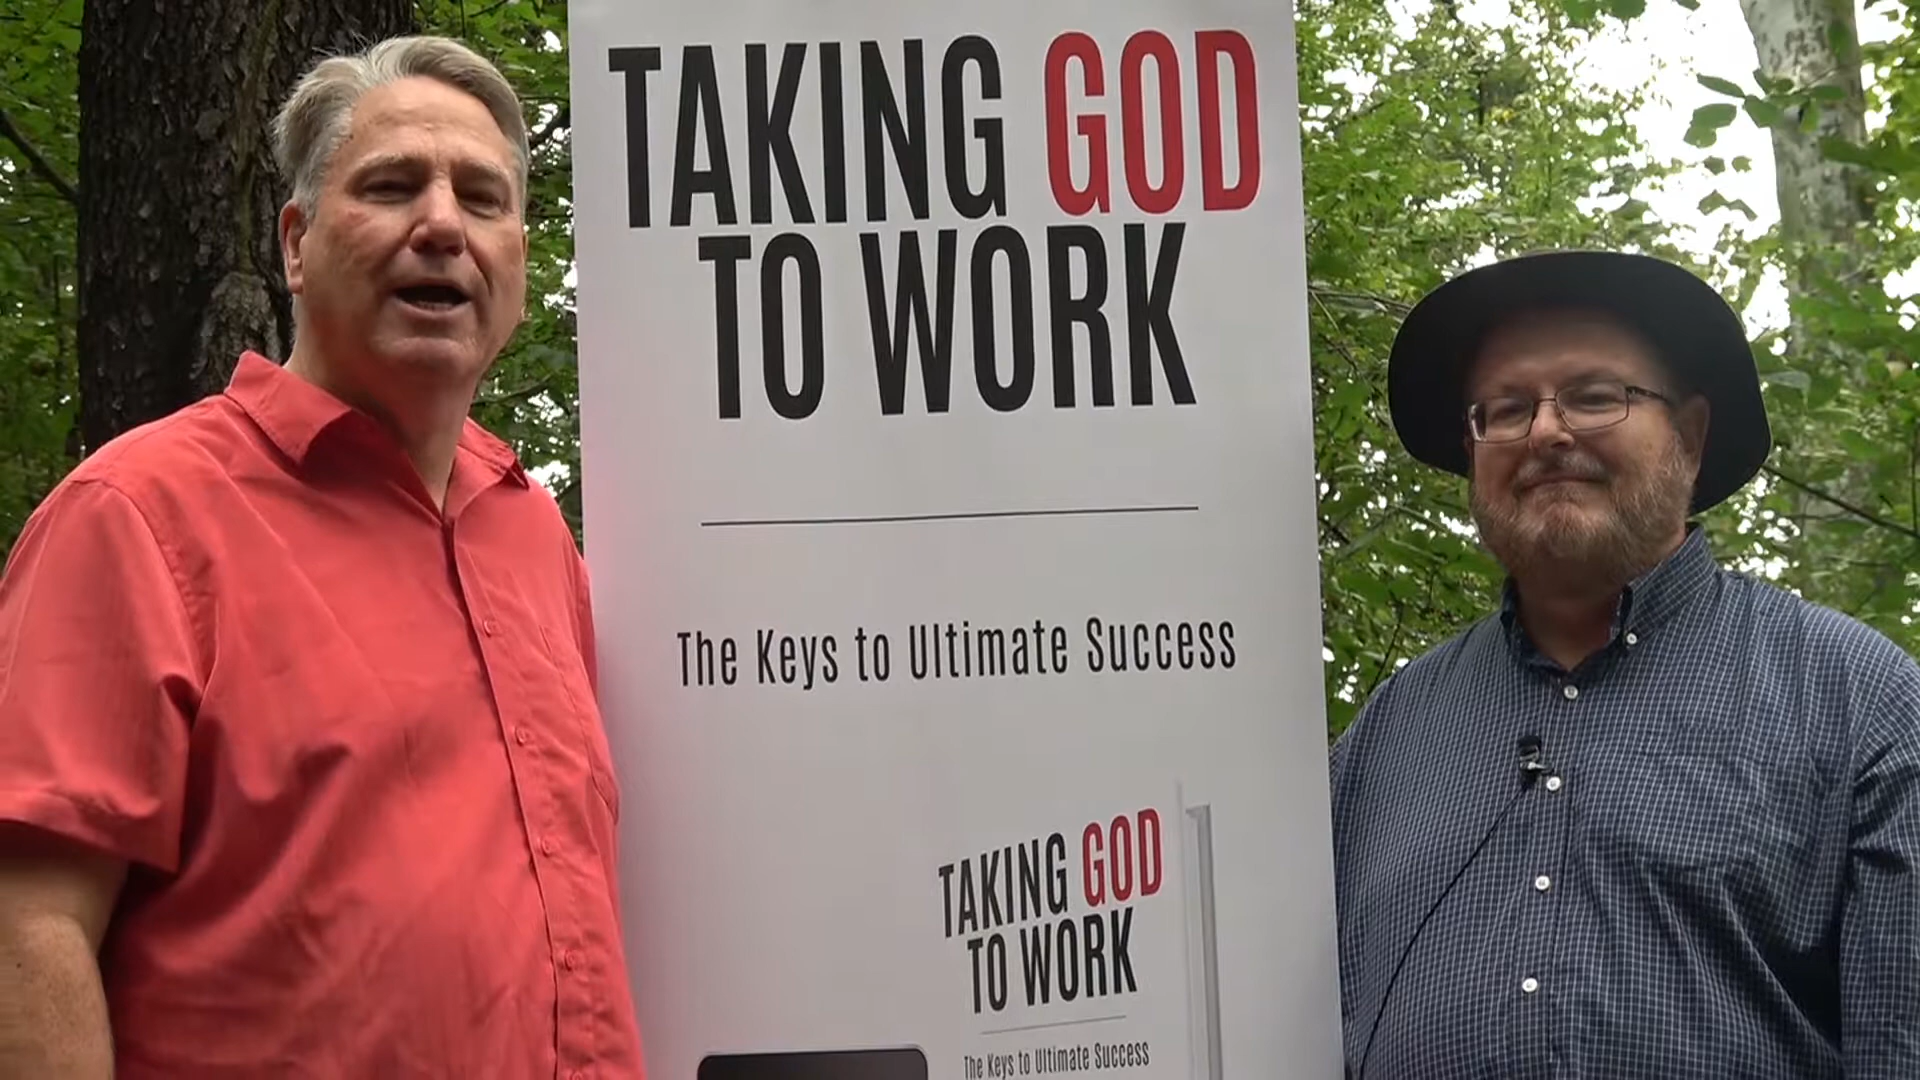 TAKING GOD
TO WORK
The Keys to Ultimate Success
TAKING GOD
TO WORK
The Keys to Ultimate Success